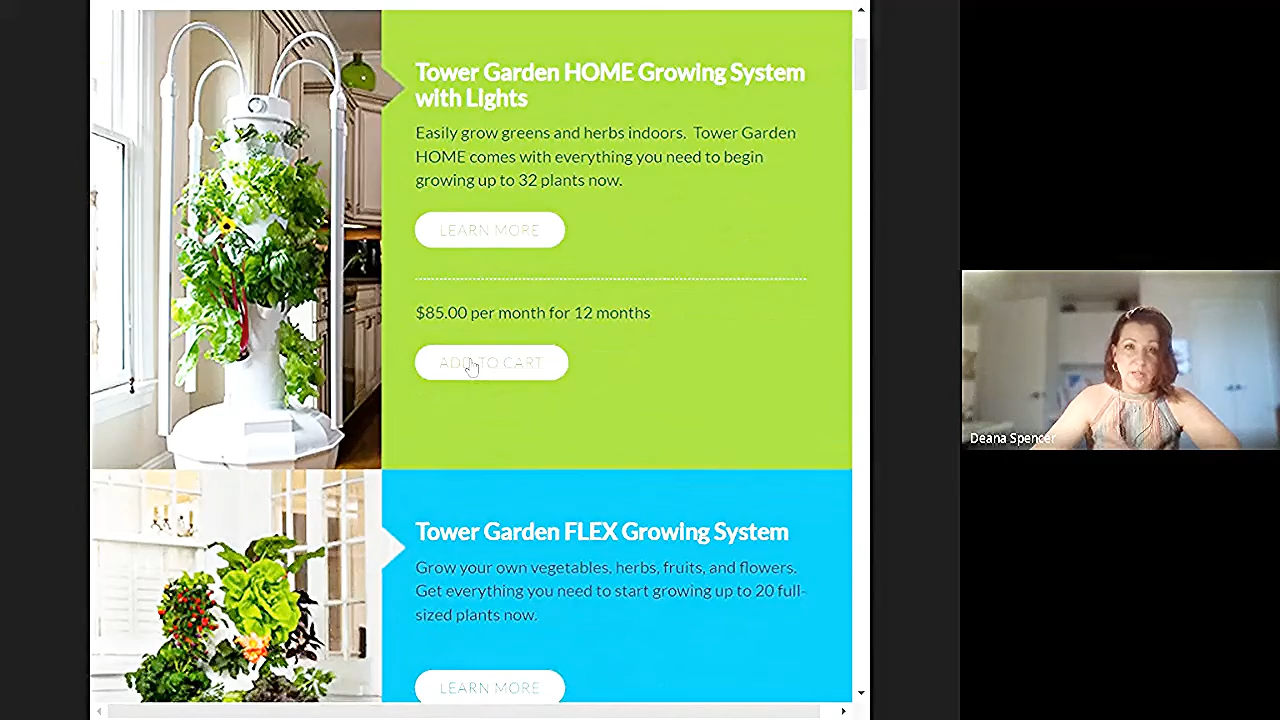 Tower Garden HOME Growing System
with Lights
Easily grow greens and herbs indoors. Tower Garden
HOME comes with everything you need to begin
growing up to 32 plants now.
LEARN MORE
$85.00 per month for 12 months
ADD TO CART
Tower Garden FLEX Growing System
Grow your own vegetables, herbs, fruits, and flowers.
Get everything you need to start growing up to 20 full-
sized plants now.
LEARN MORE
Deana Spencer